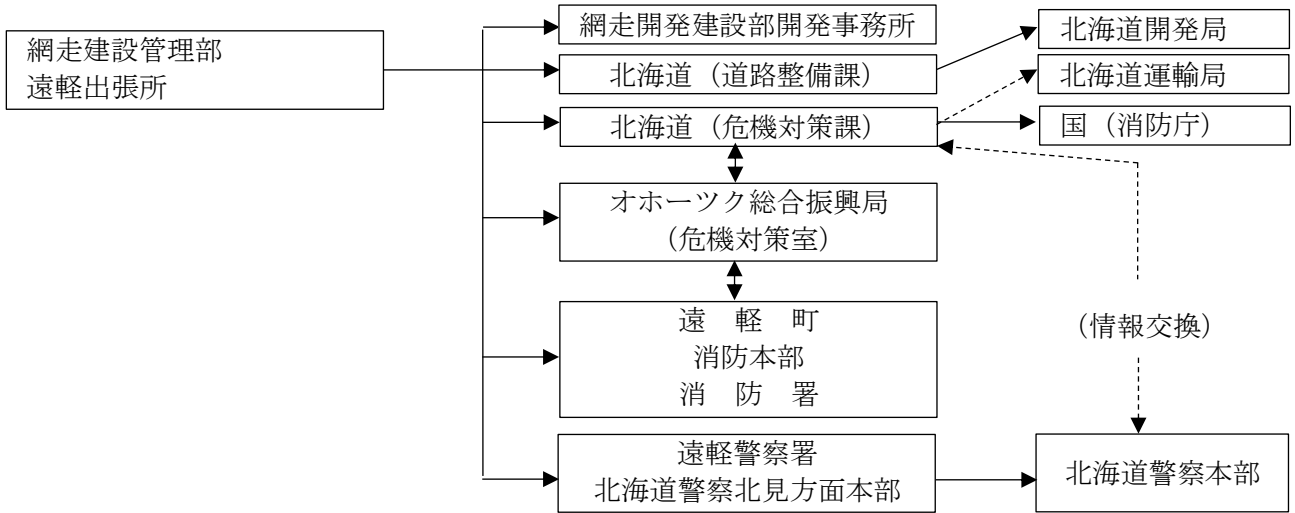 網走建設管理部
遠軽出張所
網走開発建設部開発事務所
北海道（道路整備課）
北海道（危機対策課）
オホーツク総合振興局
（危機対策室）
遠　軽　町
消防本部
消　防　署
遠軽警察署
北海道警察北見方面本部
北海道開発局
北海道運輸局
国（消防庁）
（情報交換）
北海道警察本部